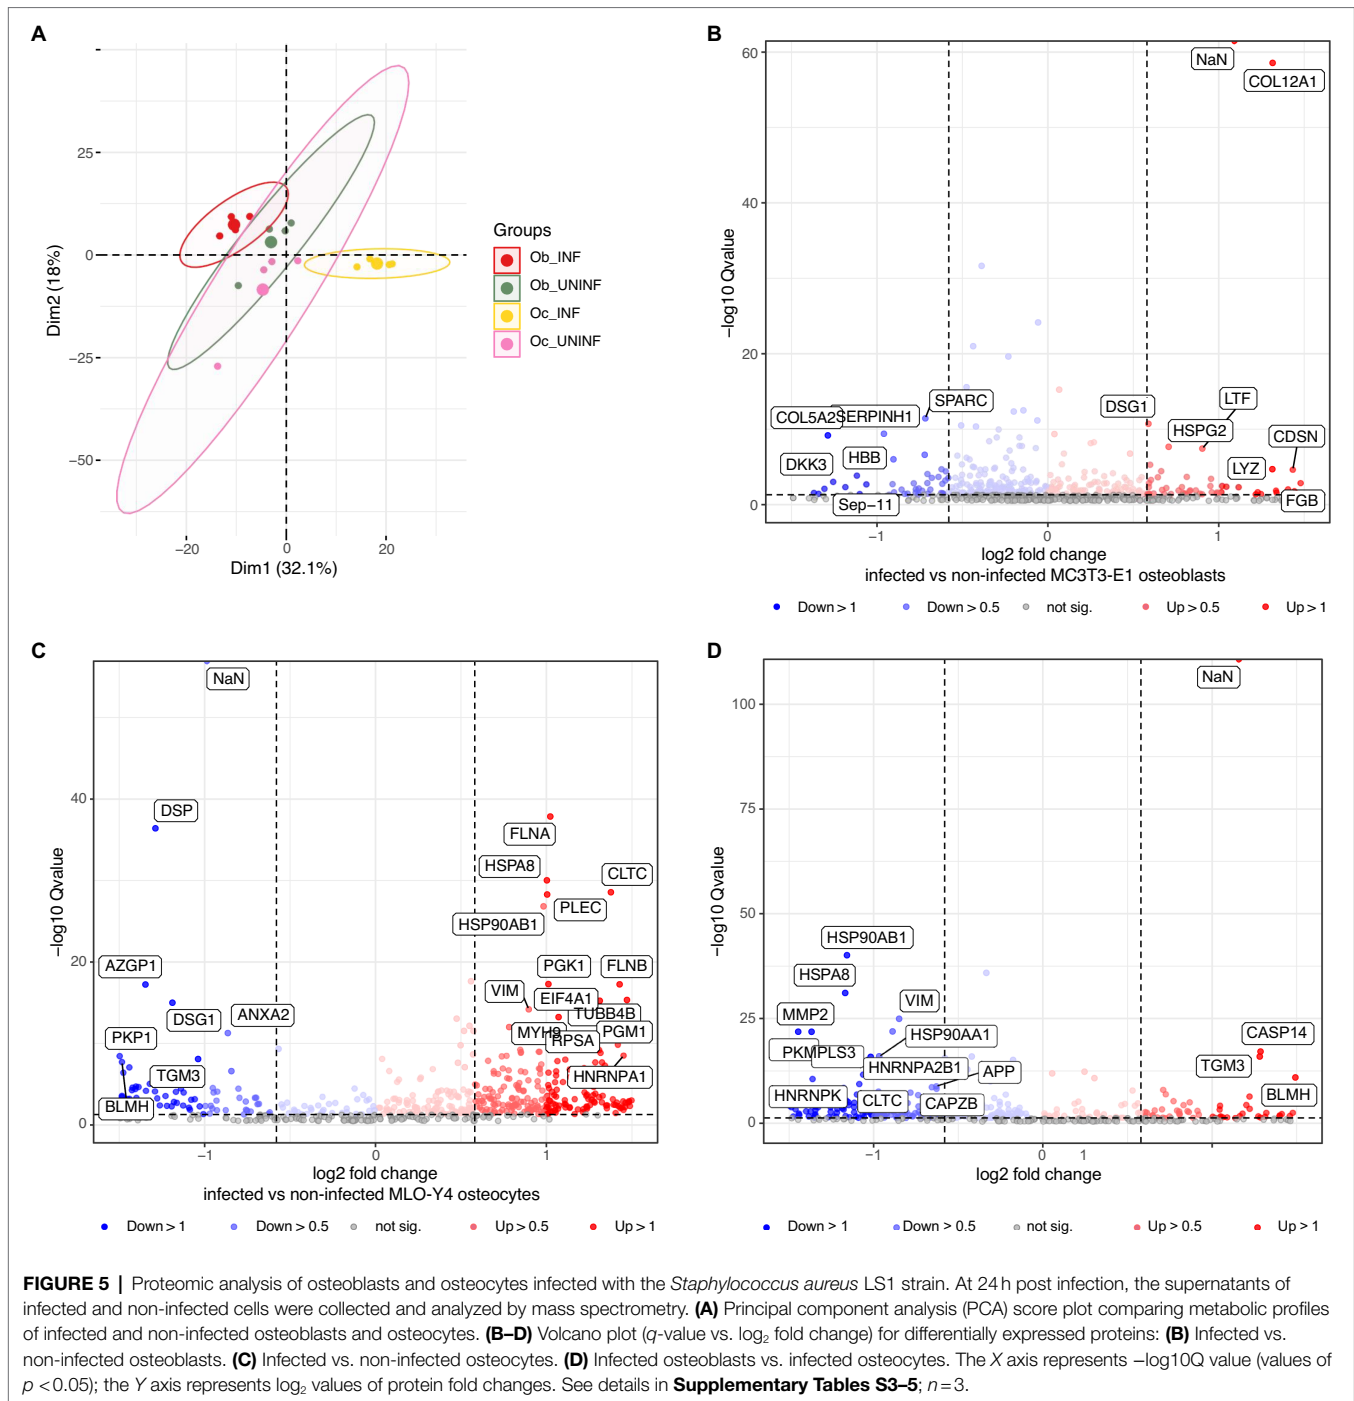 A
25
0
−25
−50
Dim2 (18%)
−20
0
20
Dim1 (32.1%)
Groups
Ob_INF
Ob_UNINF
Oc_INF
Oc_UNINF
B
60
40
20
0
−log10 Qvalue
NaN
COL12A1
SPARC
COL5A2
SERPINH1
DKK3
HBB
Sep−11
DSG1
LTF
HSPG2
CDSN
LYZ
FGB
−1
0
1
log2 fold change
infected vs non-infected MC3T3-E1 osteoblasts
Down > 1
Down > 0.5
not sig.
Up > 0.5
Up > 1
C
40
20
0
−log10 Qvalue
NaN
DSP
FLNA
HSPA8
CLTC
PLEC
HSP90AB1
AZGP1
PGK1
FLNB
VIM
EIF4A1
TUBB4B
DSG1
ANXA2
MYH9
RPSA
PGM1
PKP1
TGM3
HNRNPA1
BLMH
−1
0
1
log2 fold change
infected vs non-infected MLO-Y4 osteocytes
Down > 1
Down > 0.5
not sig.
Up > 0.5
Up > 1
D
100
75
50
25
0
−log10 Qvalue
NaN
HSP90AB1
HSPA8
VIM
MMP2
HSP90AA1
CASP14
PKM
PLS3
HNRNPA2B1
APP
TGM3
HNRNPK
CLTC
CAPZB
BLMH
−1
0
1
log2 fold change
Down > 1
Down > 0.5
not sig.
Up > 0.5
Up > 1
FIGURE 5 | Proteomic analysis of osteoblasts and osteocytes infected with the Staphylococcus aureus LS1 strain. At 24 h post infection, the supernatants of
infected and non-infected cells were collected and analyzed by mass spectrometry. (A) Principal component analysis (PCA) score plot comparing metabolic profiles
of infected and non-infected osteoblasts and osteocytes. (B–D) Volcano plot (q-value vs. log2 fold change) for differentially expressed proteins: (B) Infected vs.
non-infected osteoblasts. (C) Infected vs. non-infected osteocytes. (D) Infected osteoblasts vs. infected osteocytes. The X axis represents −log10Q value (values of
p < 0.05); the Y axis represents log2 values of protein fold changes. See details in Supplementary Tables S3–5; n = 3.